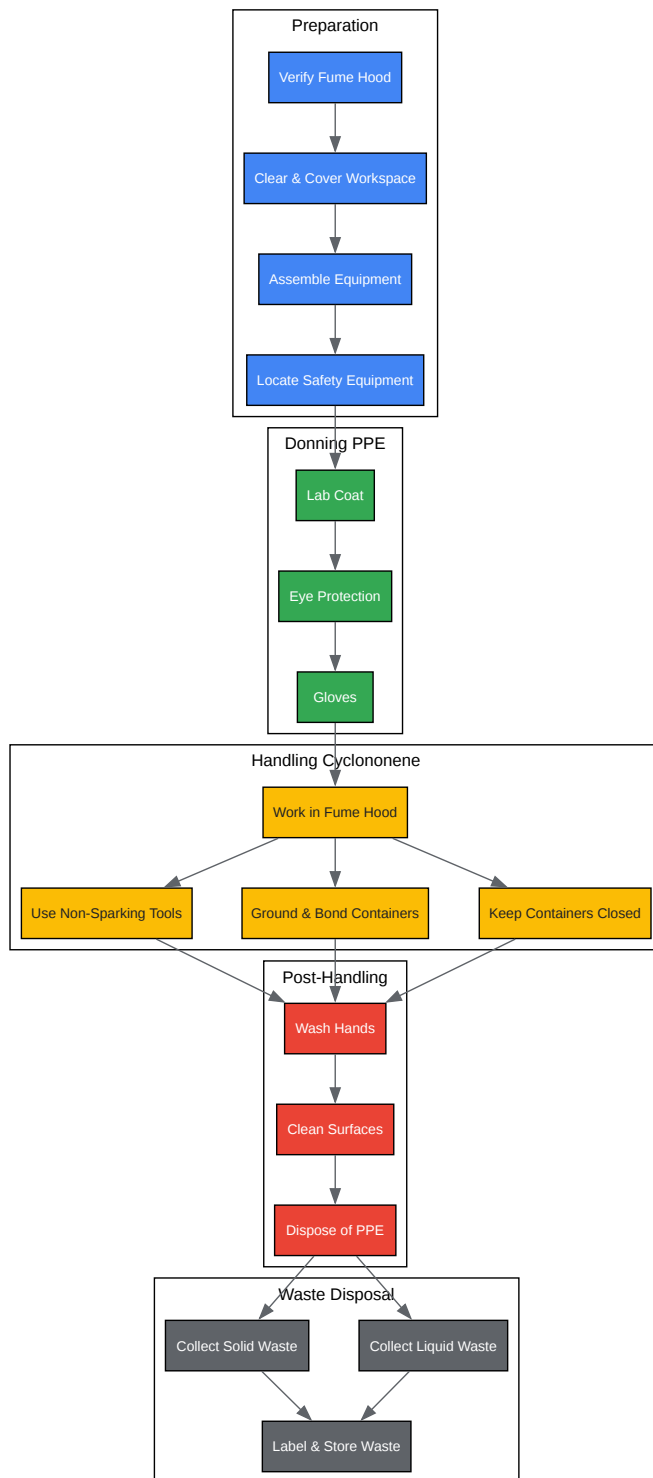 Preparation
Verify Fume Hood
Clear & Cover Workspace
Assemble Equipment
Locate Safety Equipment
Donning PPE
Lab Coat
Eye Protection
Gloves
Handling Cyclononene
Work in Fume Hood
Use Non-Sparking Tools
Ground & Bond Containers
Keep Containers Closed
Post-Handling
Wash Hands
Clean Surfaces
Dispose of PPE
Waste Disposal
Collect Solid Waste
Collect Liquid Waste
Label & Store Waste